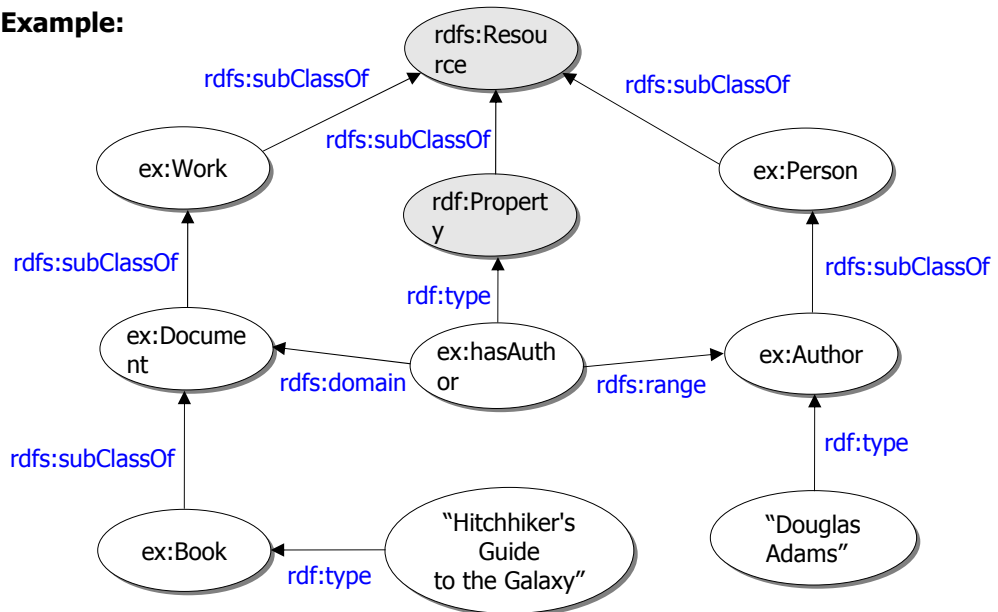 Example:
rdfs:Resou
rce
rdfs:subClassOf
rdfs:subClassOf
rdfs:subClassOf
ex:Work
ex:Person
rdf:Propert
y
rdfs:subClassOf
rdfs:subClassOf
rdf:type
ex:Docume
nt
ex:hasAuth
or
ex:Author
rdfs:domain
rdfs:range
rdfs:subClassOf
rdf:type
ex:Book
rdf:type
“Hitchhiker's
Guide
to the Galaxy”
“Douglas
Adams”